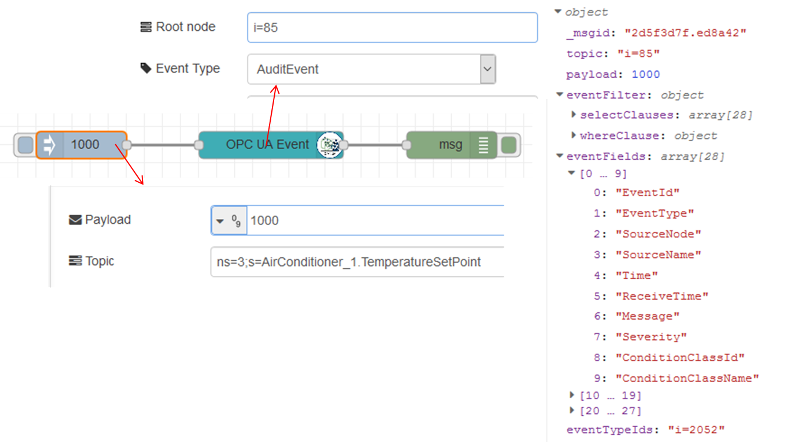 Root node i=85
Event Type AuditEvent
1000 OPC UA Event msg
Payload 0 9 1000
Topic ns=3;s=AirConditioner_1.TemperatureSetPoint
object
_msgid: "2d5f3d7f.ed8a42"
topic: "i=85"
payload: 1000
eventFilter: object
selectClauses: array[28]
whereClause: object
eventFields: array[28]
[0 … 9]
0: "EventId"
1: "EventType"
2: "SourceNode"
3: "SourceName"
4: "Time"
5: "ReceiveTime"
6: "Message"
7: "Severity"
8: "ConditionClassId"
9: "ConditionClassName"
[10 … 19]
[20 … 27]
eventTypeIds: "i=2052"